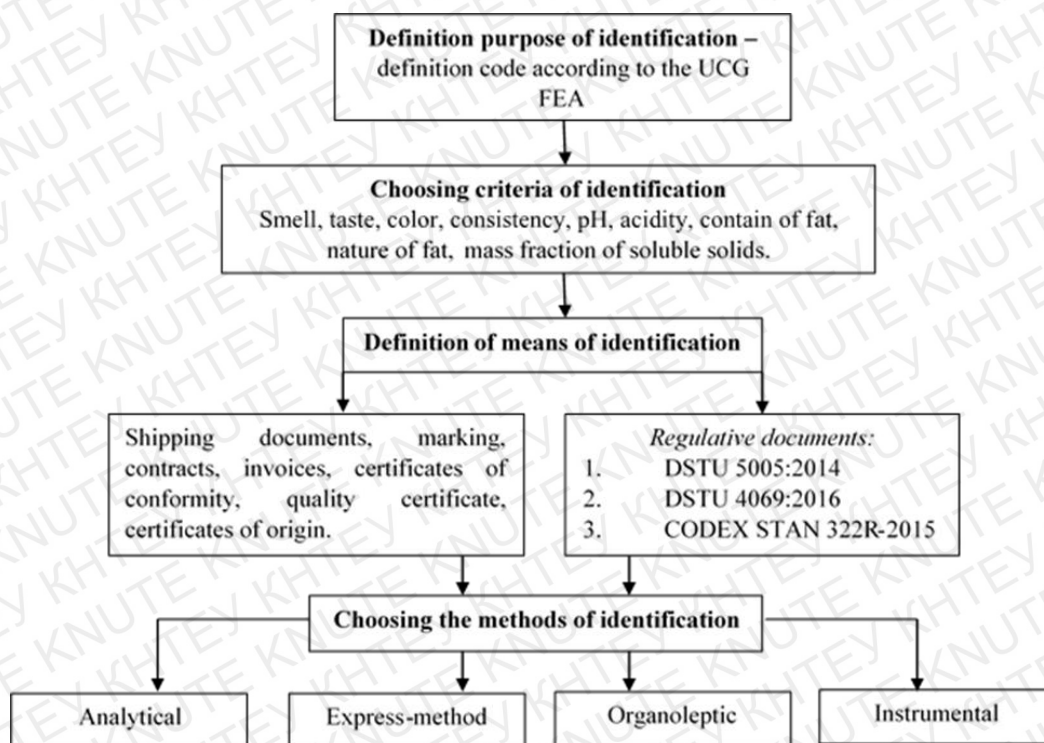 Definition purpose of identification –
definition code according to the UCG
FEA
Choosing criteria of identification
Smell, taste, color, consistency, pH, acidity, contain of fat,
nature of fat, mass fraction of soluble solids.
Definition of means of identification
Shipping documents, marking,
contracts, invoices, certificates of
conformity, quality certificate,
certificates of origin.
Regulative documents:
1. DSTU 5005:2014
2. DSTU 4069:2016
3. CODEX STAN 322R-2015
Choosing the methods of identification
Analytical
Express-method
Organoleptic
Instrumental